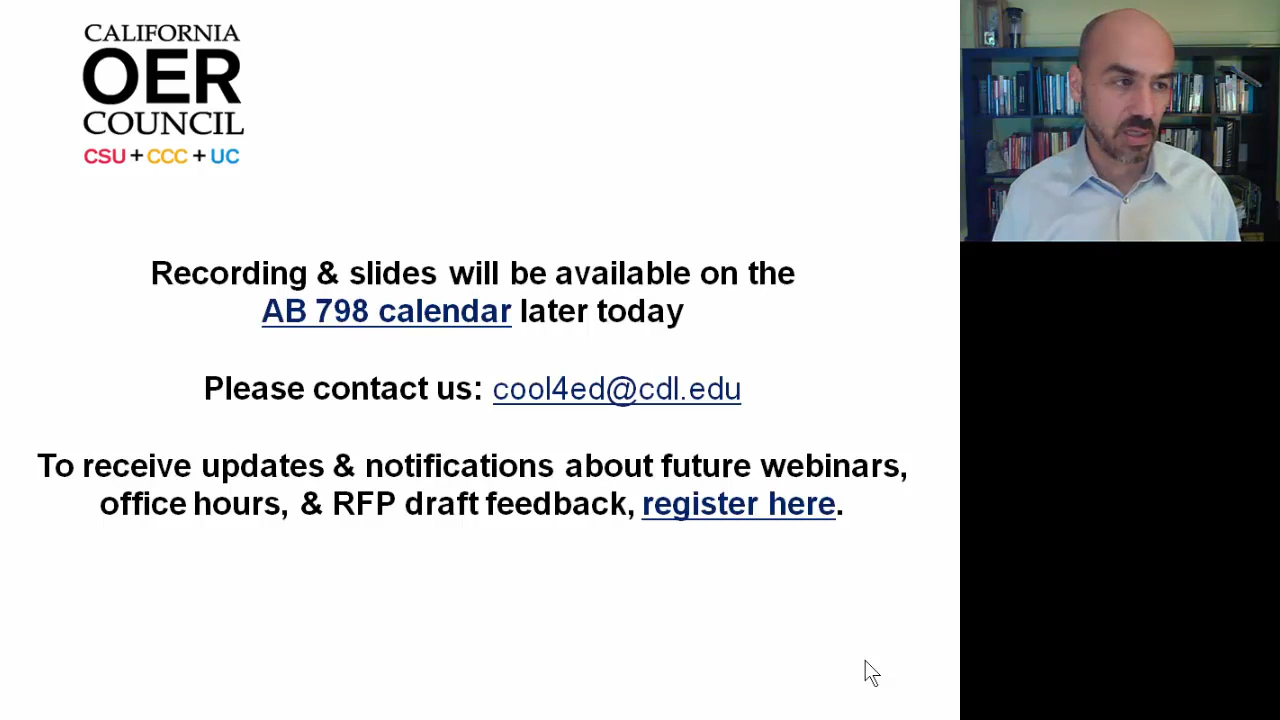 CALIFORNIA
OER
COUNCIL
CSU + CCC + UC
Recording & slides will be available on the
AB 798 calendar later today
Please contact us: cool4ed@cdl.edu
To receive updates & notifications about future webinars,
office hours, & RFP draft feedback, register here.